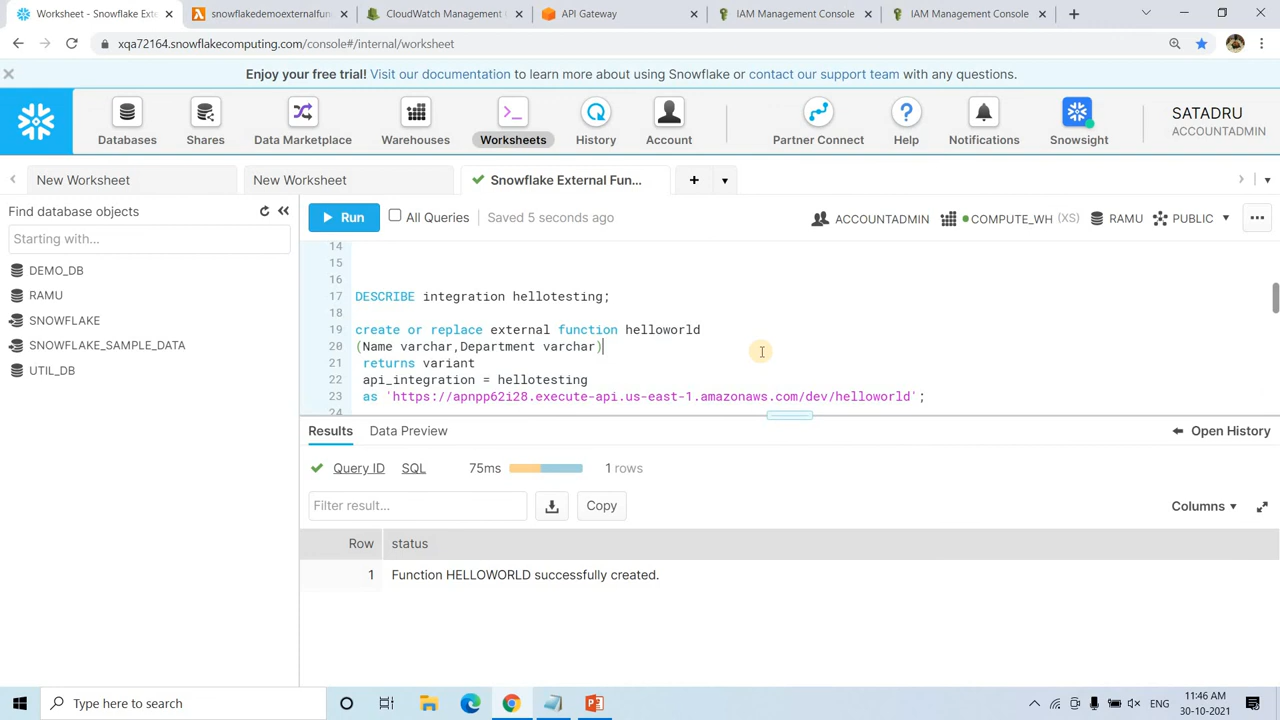 Worksheet - Snowflake Exte
snowflakedemoexternalfun
CloudWatch Management C
API Gateway
IAM Management Console
IAM Management Console
xqa72164.snowflakecomputing.com/console#/internal/worksheet
Enjoy your free trial! Visit our documentation to learn more about using Snowflake or contact our support team with any questions.
Databases
Shares
Data Marketplace
Warehouses
Worksheets
History
Account
Partner Connect
Help
Notifications
Snowsight
SATADRU
ACCOUNTADMIN
New Worksheet
New Worksheet
Snowflake External Fun...
Find database objects
Starting with...
DEMO_DB
RAMU
SNOWFLAKE
SNOWFLAKE_SAMPLE_DATA
UTIL_DB
Run
All Queries
Saved 5 seconds ago
ACCOUNTADMIN
COMPUTE_WH (XS)
RAMU
PUBLIC
14
15
16
17 DESCRIBE integration hellotesting;
18
19 create or replace external function helloworld
20 (Name varchar,Department varchar)
21 returns variant
22 api_integration = hellotesting
23 as 'https://apnpp62i28.execute-api.us-east-1.amazonaws.com/dev/helloworld';
24
Results
Data Preview
Open History
Query ID
SQL
75ms
1 rows
Filter result...
Copy
Columns
Row
status
1
Function HELLOWORLD successfully created.
Type here to search
ENG
11:46 AM
30-10-2021